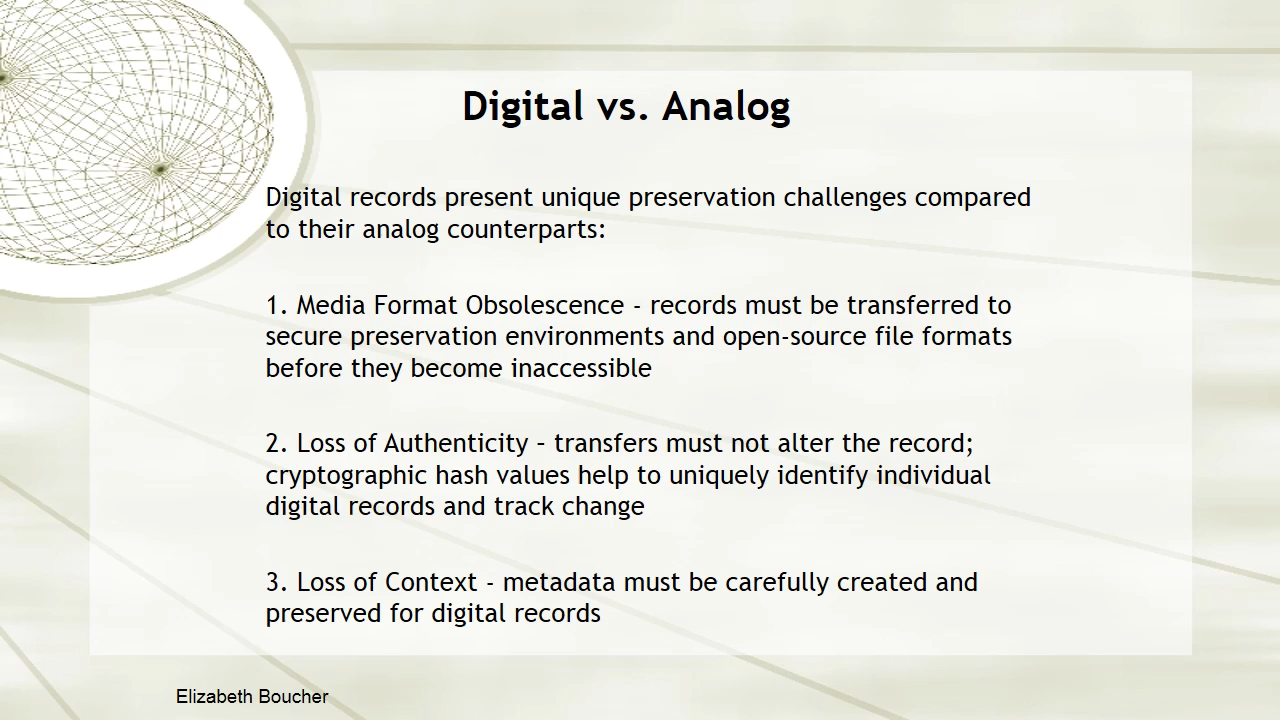 Digital vs. Analog
Digital records present unique preservation challenges compared
to their analog counterparts:
1. Media Format Obsolescence - records must be transferred to
secure preservation environments and open-source file formats
before they become inaccessible
2. Loss of Authenticity – transfers must not alter the record;
cryptographic hash values help to uniquely identify individual
digital records and track change
3. Loss of Context - metadata must be carefully created and
preserved for digital records
Elizabeth Boucher